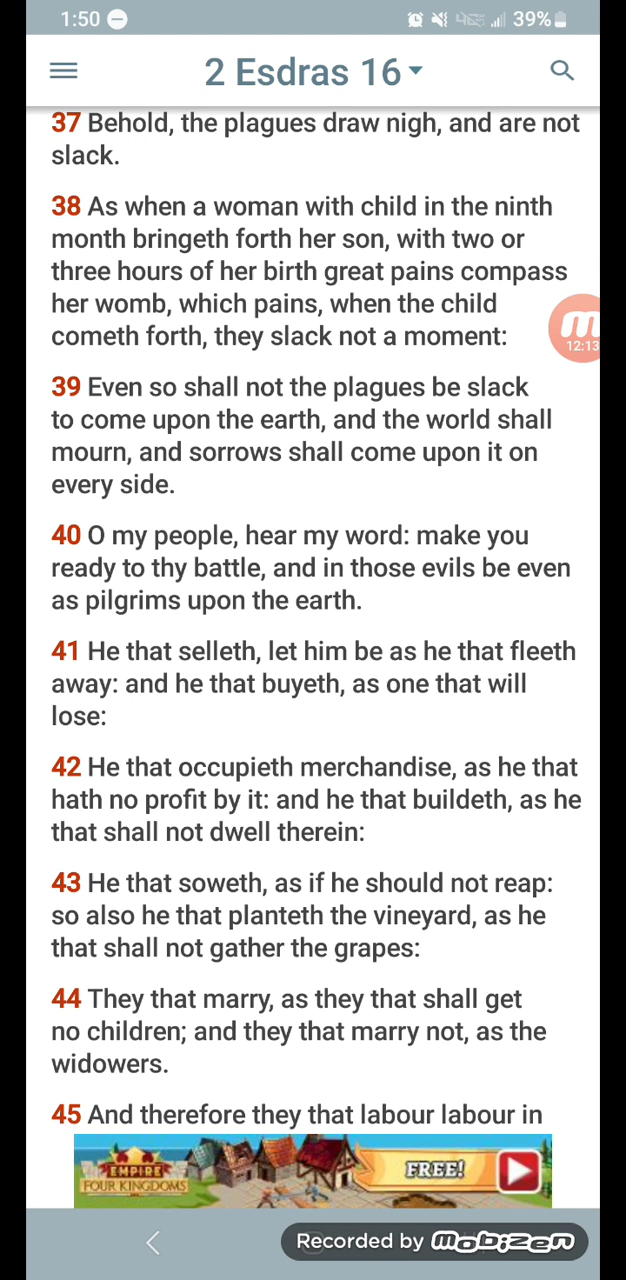 1:50
39%
2 Esdras 16
37 Behold, the plagues draw nigh, and are not
slack.
38 As when a woman with child in the ninth
month bringeth forth her son, with two or
three hours of her birth great pains compass
her womb, which pains, when the child
cometh forth, they slack not a moment:
12:13
39 Even so shall not the plagues be slack
to come upon the earth, and the world shall
mourn, and sorrows shall come upon it on
every side.
40 O my people, hear my word: make you
ready to thy battle, and in those evils be even
as pilgrims upon the earth.
41 He that selleth, let him be as he that fleeth
away: and he that buyeth, as one that will
lose:
42 He that occupieth merchandise, as he that
hath no profit by it: and he that buildeth, as he
that shall not dwell therein:
43 He that soweth, as if he should not reap:
so also he that planteth the vineyard, as he
that shall not gather the grapes:
44 They that marry, as they that shall get
no children; and they that marry not, as the
widowers.
45 And therefore they that labour labour in
EMPIRE
FOUR KINGDOMS
FREE!
Recorded by mobizen